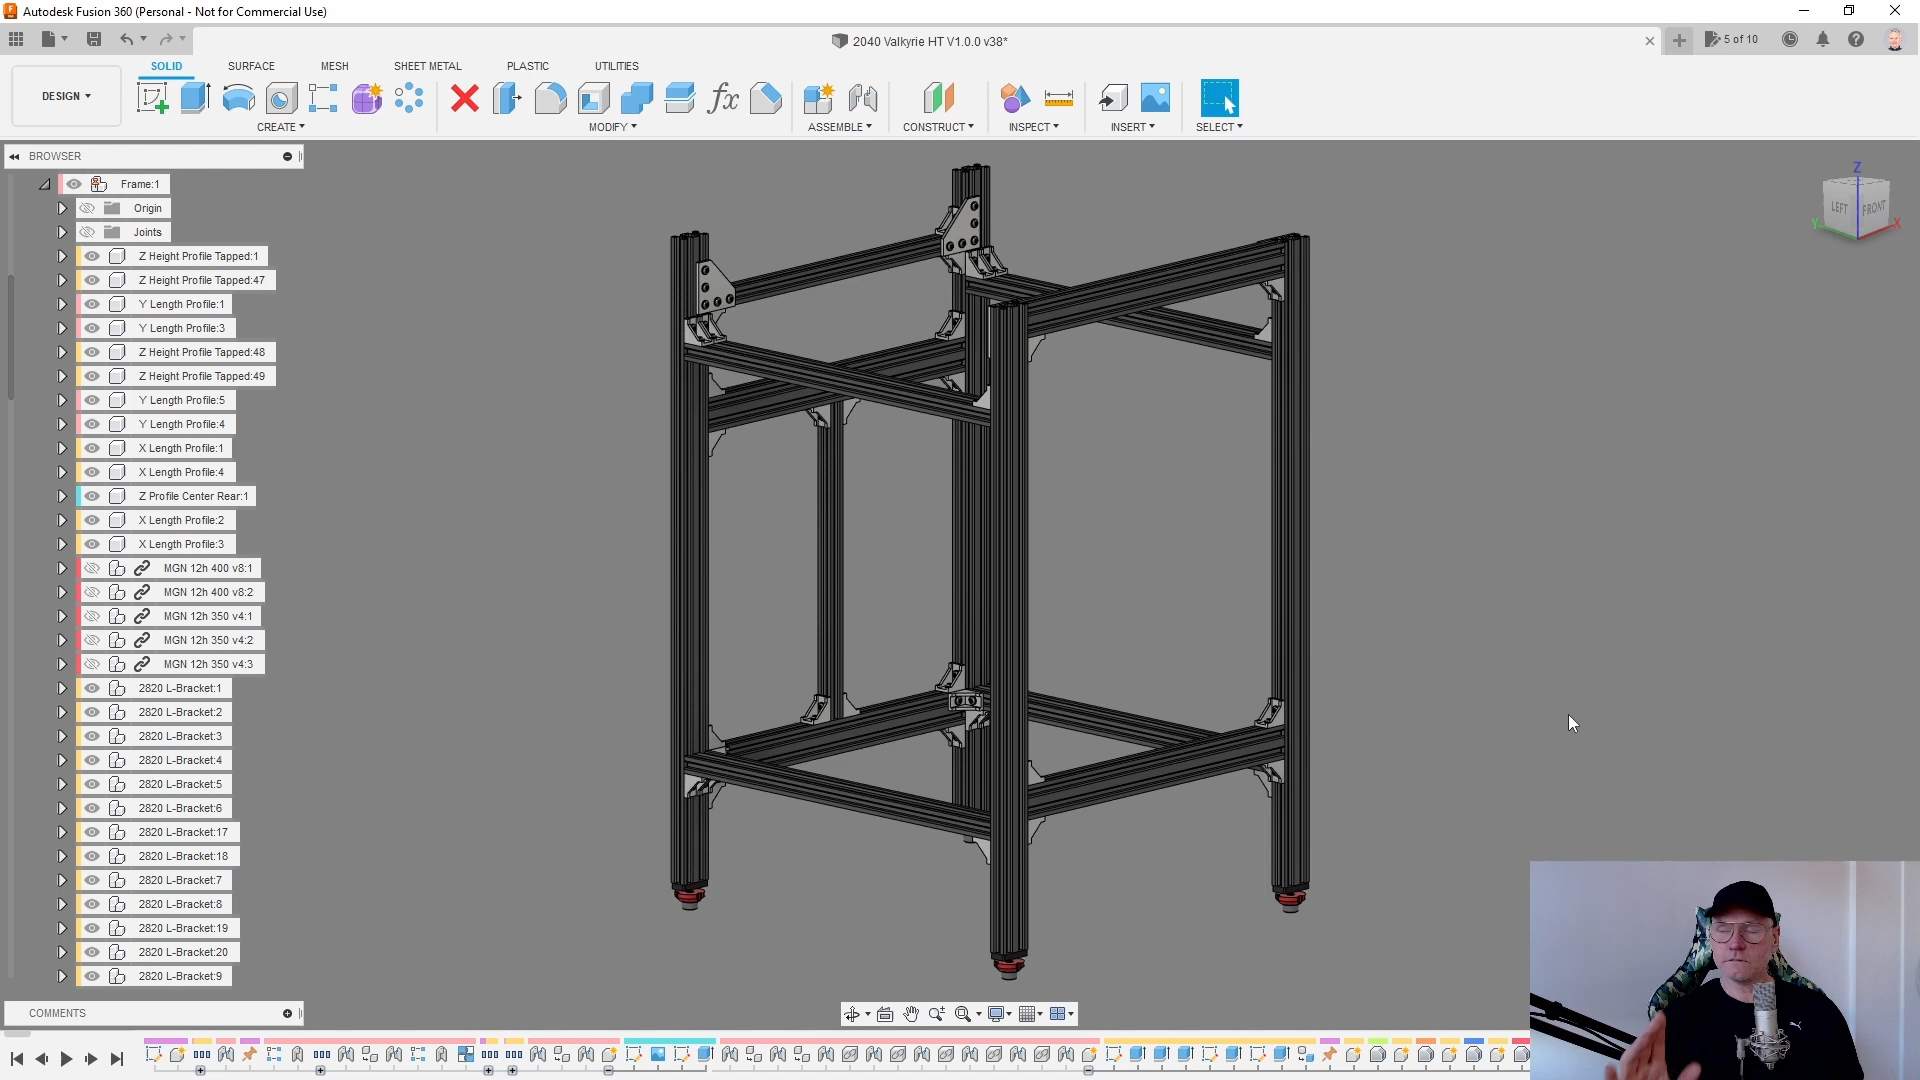 Autodesk Fusion 360 (Personal - Not for Commercial Use)
2040 Valkyrie HT V1.0.0 v38*
5 of 10
DESIGN
SOLID
SURFACE
MESH
SHEET METAL
PLASTIC
UTILITIES
fx
CREATE
MODIFY
ASSEMBLE
CONSTRUCT
INSPECT
INSERT
SELECT
BROWSER
Frame:1
Origin
Joints
Z Height Profile Tapped:1
Z Height Profile Tapped:47
Y Length Profile:1
Y Length Profile:3
Z Height Profile Tapped:48
Z Height Profile Tapped:49
Y Length Profile:5
Y Length Profile:4
X Length Profile:1
X Length Profile:4
Z Profile Center Rear:1
X Length Profile:2
X Length Profile:3
MGN 12h 400 v8:1
MGN 12h 400 v8:2
MGN 12h 350 v4:1
MGN 12h 350 v4:2
MGN 12h 350 v4:3
2820 L-Bracket:1
2820 L-Bracket:2
2820 L-Bracket:3
2820 L-Bracket:4
2820 L-Bracket:5
2820 L-Bracket:6
2820 L-Bracket:17
2820 L-Bracket:18
2820 L-Bracket:7
2820 L-Bracket:8
2820 L-Bracket:19
2820 L-Bracket:20
2820 L-Bracket:9
Z
LEFT
FRONT
Y
X
COMMENTS